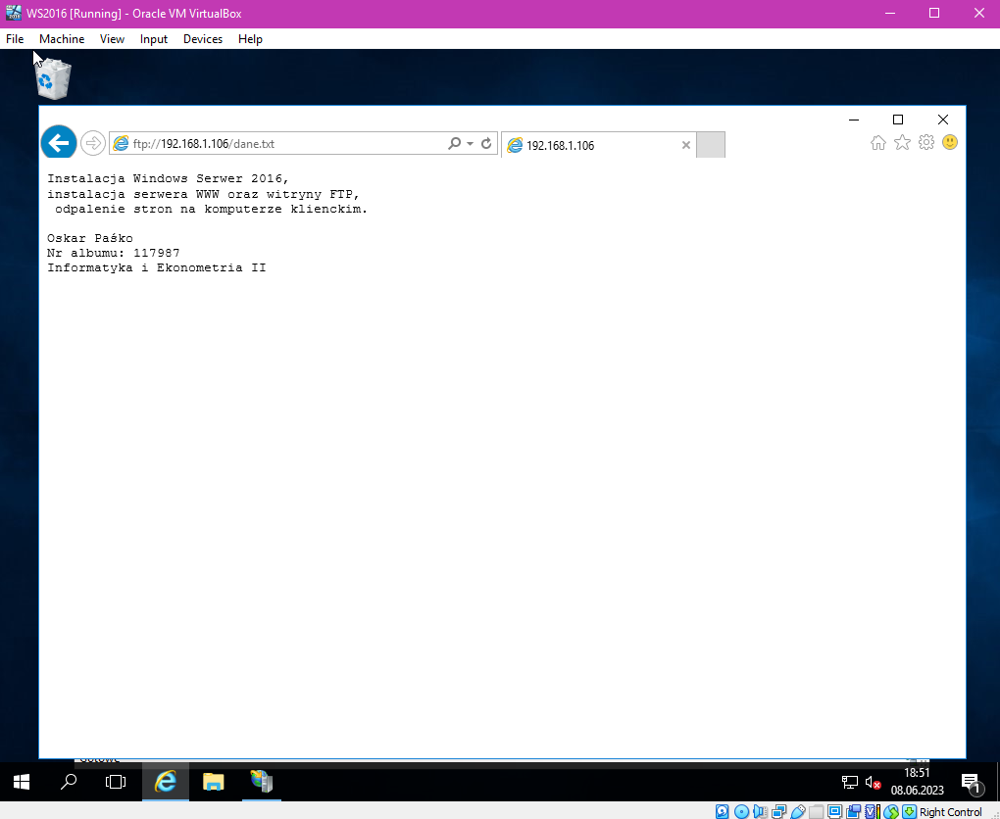 WS2016 [Running] - Oracle VM VirtualBox
File Machine View Input Devices Help
ftp://192.168.1.106/dane.txt
192.168.1.106
Instalacja Windows Serwer 2016,
instalacja serwera WWW oraz witryny FTP,
odpalenie stron na komputerze klienckim.
Oskar Paśko
Nr albumu: 117987
Informatyka i Ekonometria II
18:51
08.06.2023
1
Right Control